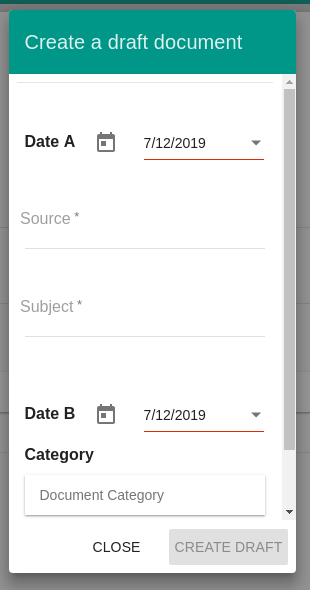 Create a draft document
Date A 7/12/2019
Source *
Subject *
Date B 7/12/2019
Category
Document Category
CLOSE CREATE DRAFT